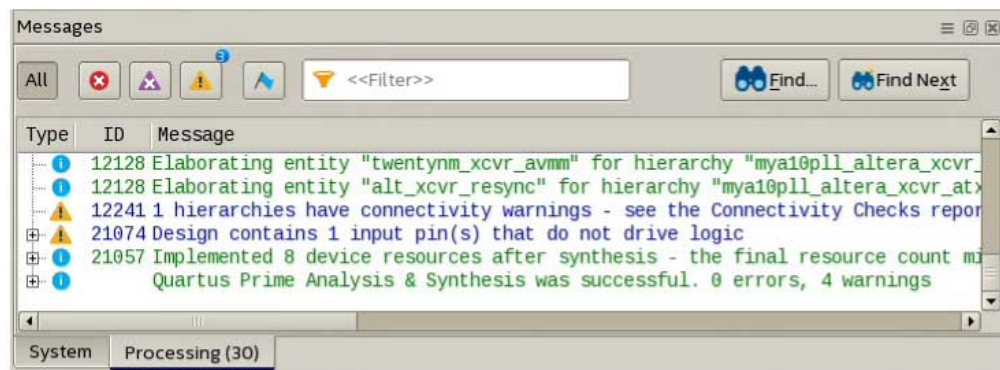 Messages
3
All <<Filter>> Find... Find Next
Type ID Message
12128 Elaborating entity "twentynm_xcvr_avmm" for hierarchy "mya10pll_altera_xcvr_
12128 Elaborating entity "alt_xcvr_resync" for hierarchy "mya10pll_altera_xcvr_atx
12241 1 hierarchies have connectivity warnings - see the Connectivity Checks repor
21074 Design contains 1 input pin(s) that do not drive logic
21057 Implemented 8 device resources after synthesis - the final resource count mi
Quartus Prime Analysis & Synthesis was successful. 0 errors, 4 warnings
System Processing (30)